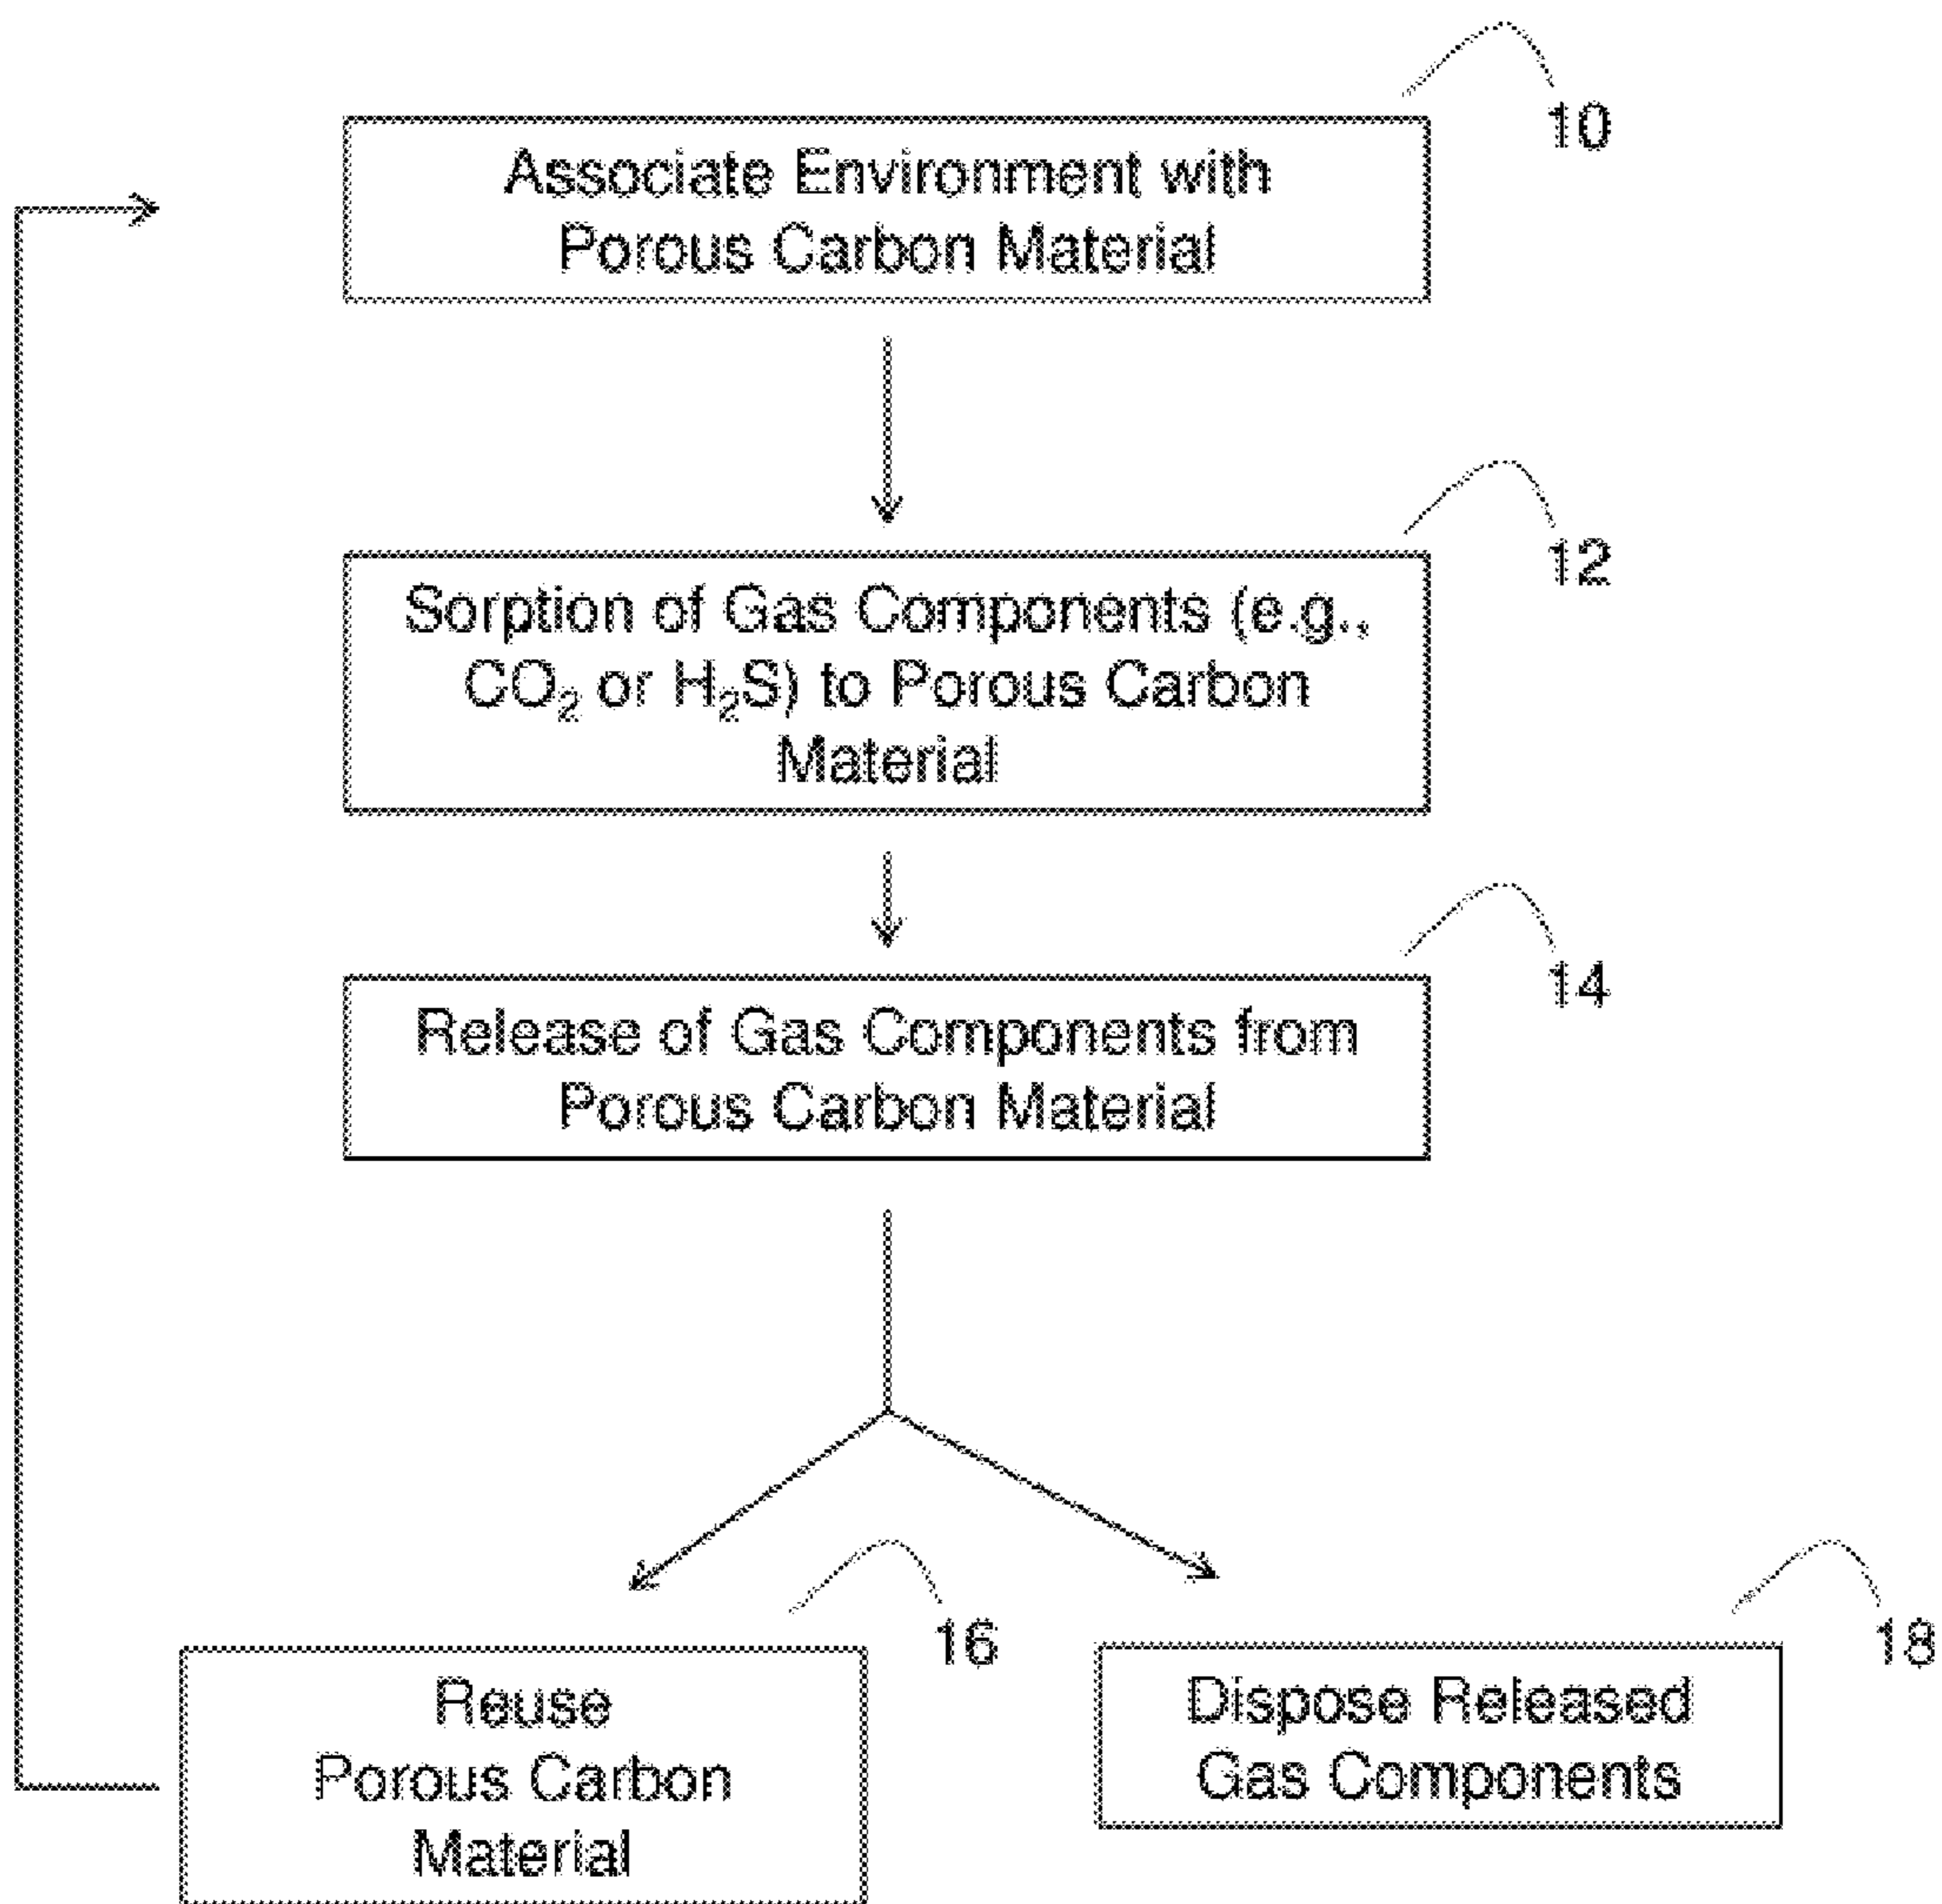 10
Associate Environment with
Porous Carbon Material
12
Sorption of Gas Components (e.g.,
CO₂ or H₂S) to Porous Carbon
Material
14
Release of Gas Components from
Porous Carbon Material
16
Reuse
Porous Carbon
Material
18
Dispose Released
Gas Components